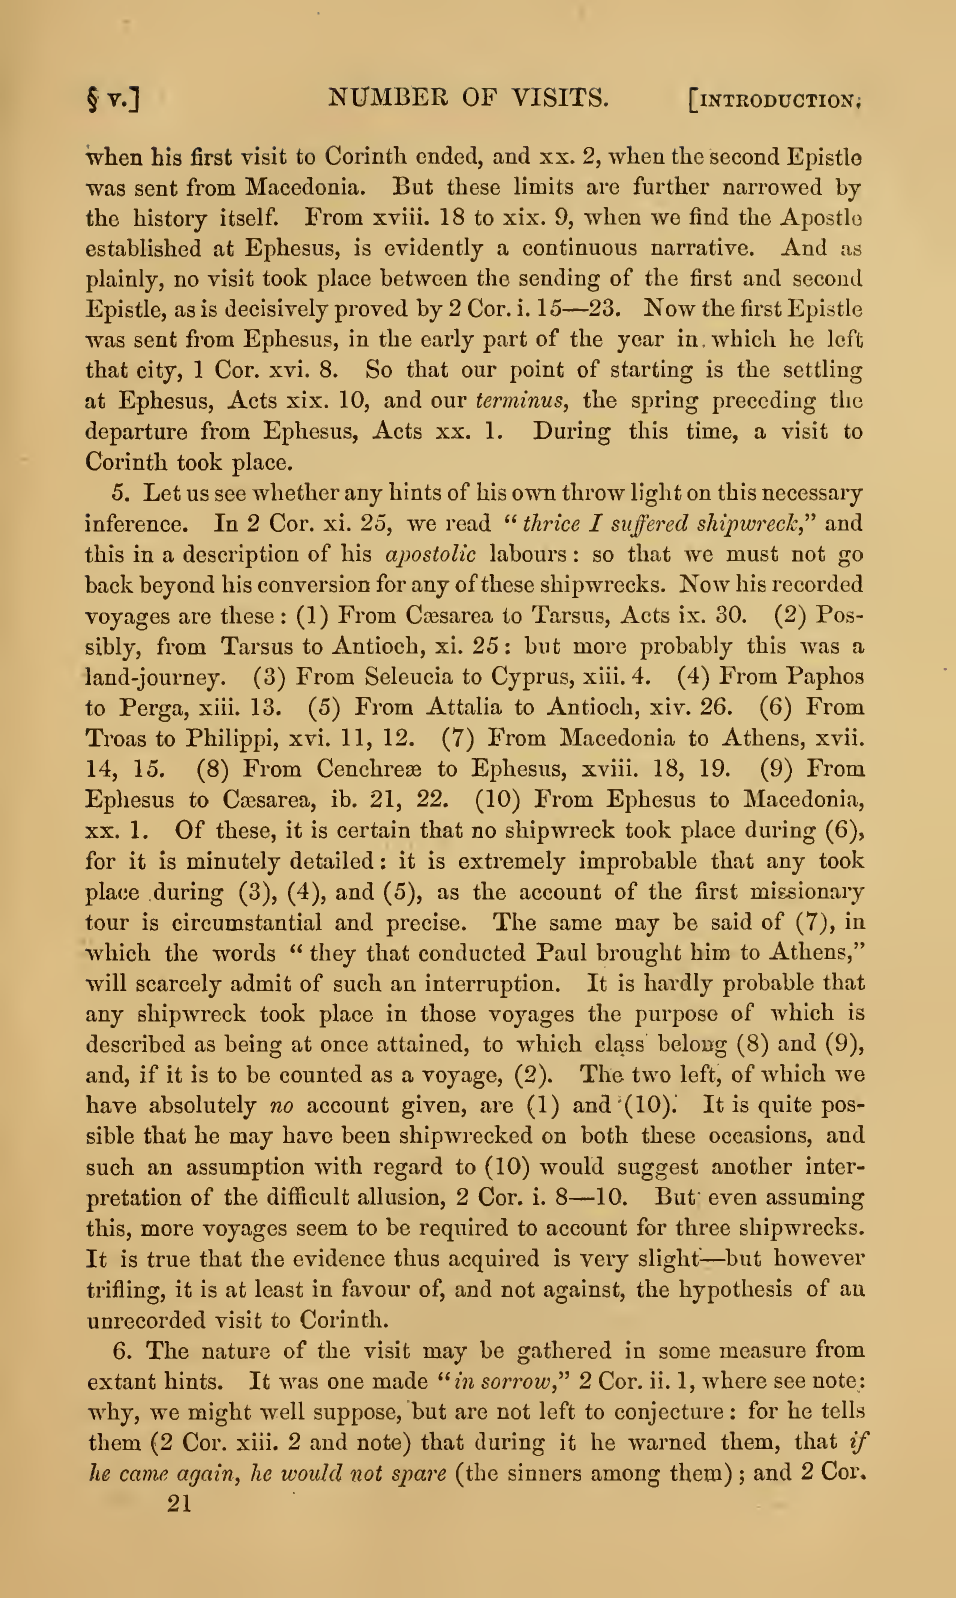 § v.] NUMBER OF VISITS. [INTRODUCTION.
when his first visit to Corinth ended, and xx. 2, when the second Epistle
was sent from Macedonia. But these limits are further narrowed by
the history itself. From xviii. 18 to xix. 9, when we find the Apostle
established at Ephesus, is evidently a continuous narrative. And as
plainly, no visit took place between the sending of the first and second
Epistle, as is decisively proved by 2 Cor. i. 15—23. Now the first Epistle
was sent from Ephesus, in the early part of the year in which he left
that city, 1 Cor. xvi. 8. So that our point of starting is the settling
at Ephesus, Acts xix. 10, and our terminus, the spring preceding the
departure from Ephesus, Acts xx. 1. During this time, a visit to
Corinth took place.
5. Let us see whether any hints of his own throw light on this necessary
inference. In 2 Cor. xi. 25, we read “ thrice I suffered shipwreck,” and
this in a description of his apostolic labours : so that we must not go
back beyond his conversion for any of these shipwrecks. Now his recorded
voyages are these : (1) From Cæsarea to Tarsus, Acts ix. 30. (2) Pos-
sibly, from Tarsus to Antioch, xi. 25 : but more probably this was a
land-journey. (3) From Seleucia to Cyprus, xiii. 4. (4) From Paphos
to Perga, xiii. 13. (5) From Attalia to Antioch, xiv. 26. (6) From
Troas to Philippi, xvi. 11, 12. (7) From Macedonia to Athens, xvii.
14, 15. (8) From Cenchreæ to Ephesus, xviii. 18, 19. (9) From
Ephesus to Cæsarea, ib. 21, 22. (10) From Ephesus to Macedonia,
xx. 1. Of these, it is certain that no shipwreck took place during (6),
for it is minutely detailed : it is extremely improbable that any took
place during (3), (4), and (5), as the account of the first missionary
tour is circumstantial and precise. The same may be said of (7), in
which the words “ they that conducted Paul brought him to Athens,”
will scarcely admit of such an interruption. It is hardly probable that
any shipwreck took place in those voyages the purpose of which is
described as being at once attained, to which class belong (8) and (9),
and, if it is to be counted as a voyage, (2). The two left, of which we
have absolutely no account given, are (1) and (10). It is quite pos-
sible that he may have been shipwrecked on both these occasions, and
such an assumption with regard to (10) would suggest another inter-
pretation of the difficult allusion, 2 Cor. i. 8—10. But even assuming
this, more voyages seem to be required to account for three shipwrecks.
It is true that the evidence thus acquired is very slight—but however
trifling, it is at least in favour of, and not against, the hypothesis of an
unrecorded visit to Corinth.
6. The nature of the visit may be gathered in some measure from
extant hints. It was one made “in sorrow,” 2 Cor. ii. 1, where see note:
why, we might well suppose, but are not left to conjecture : for he tells
them (2 Cor. xiii. 2 and note) that during it he warned them, that if
he came again, he would not spare (the sinners among them) ; and 2 Cor.
21